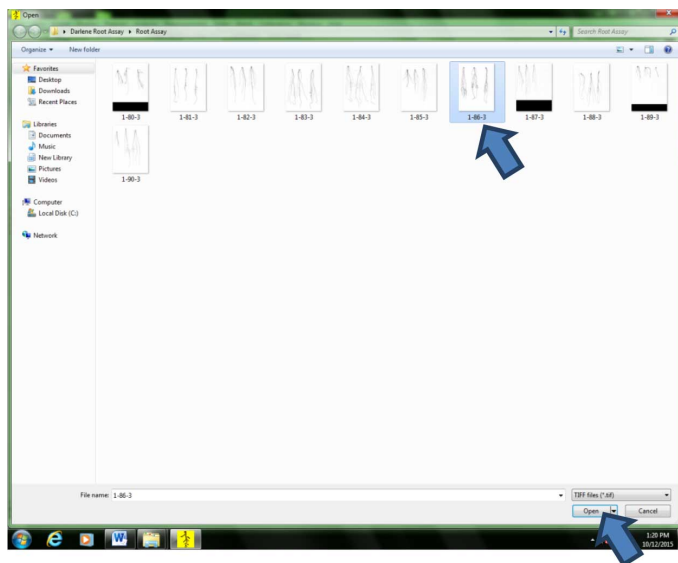 Open
Darlene Root Assay ▸ Root Assay
Search Root Assay
Organize
New folder
Favorites
Desktop
Downloads
Recent Places
Libraries
Documents
Music
New Library
Pictures
Videos
Computer
Local Disk (C:)
Network
1-80-3
1-81-3
1-82-3
1-83-3
1-84-3
1-85-3
1-86-3
1-87-3
1-88-3
1-89-3
1-90-3
File name: 1-86-3
TIFF files (*.tif)
Open
Cancel
1:20 PM
10/12/2015